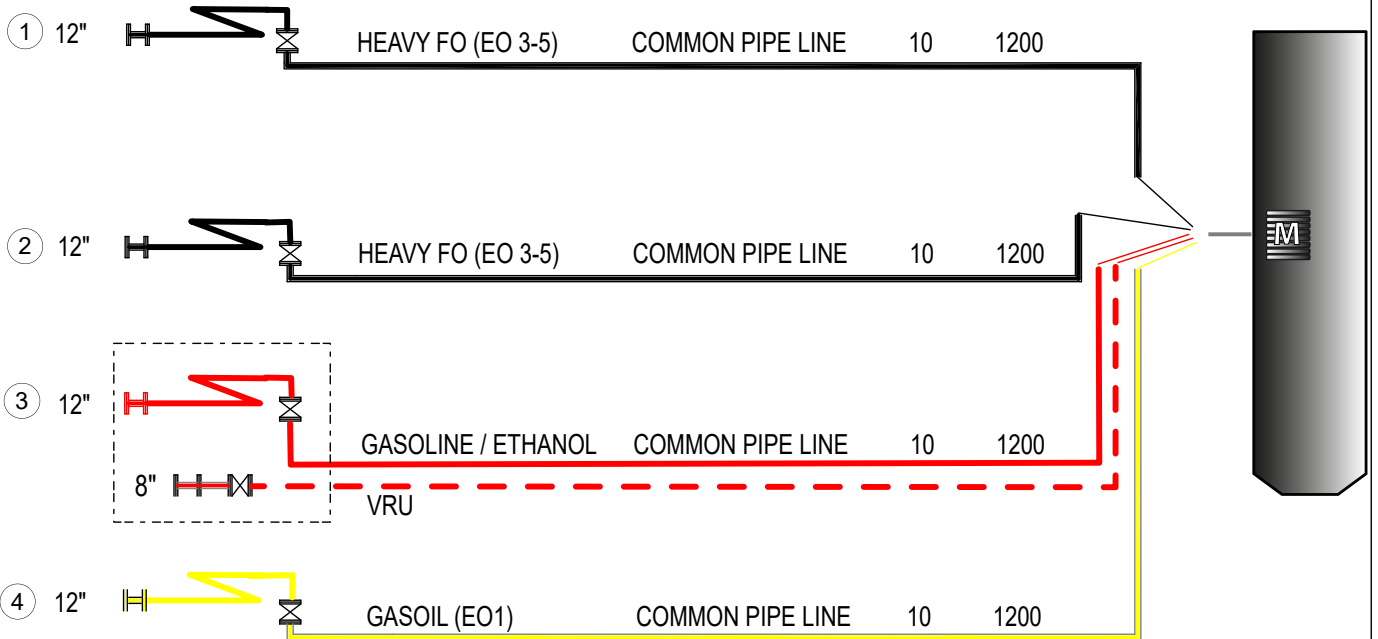 1 12" HEAVY FO (EO 3-5) COMMON PIPE LINE 10 1200
2 12" HEAVY FO (EO 3-5) COMMON PIPE LINE 10 1200
M
3 12"
GASOLINE / ETHANOL COMMON PIPE LINE 10 1200
8"
VRU
4 12" GASOIL (EO1) COMMON PIPE LINE 10 1200